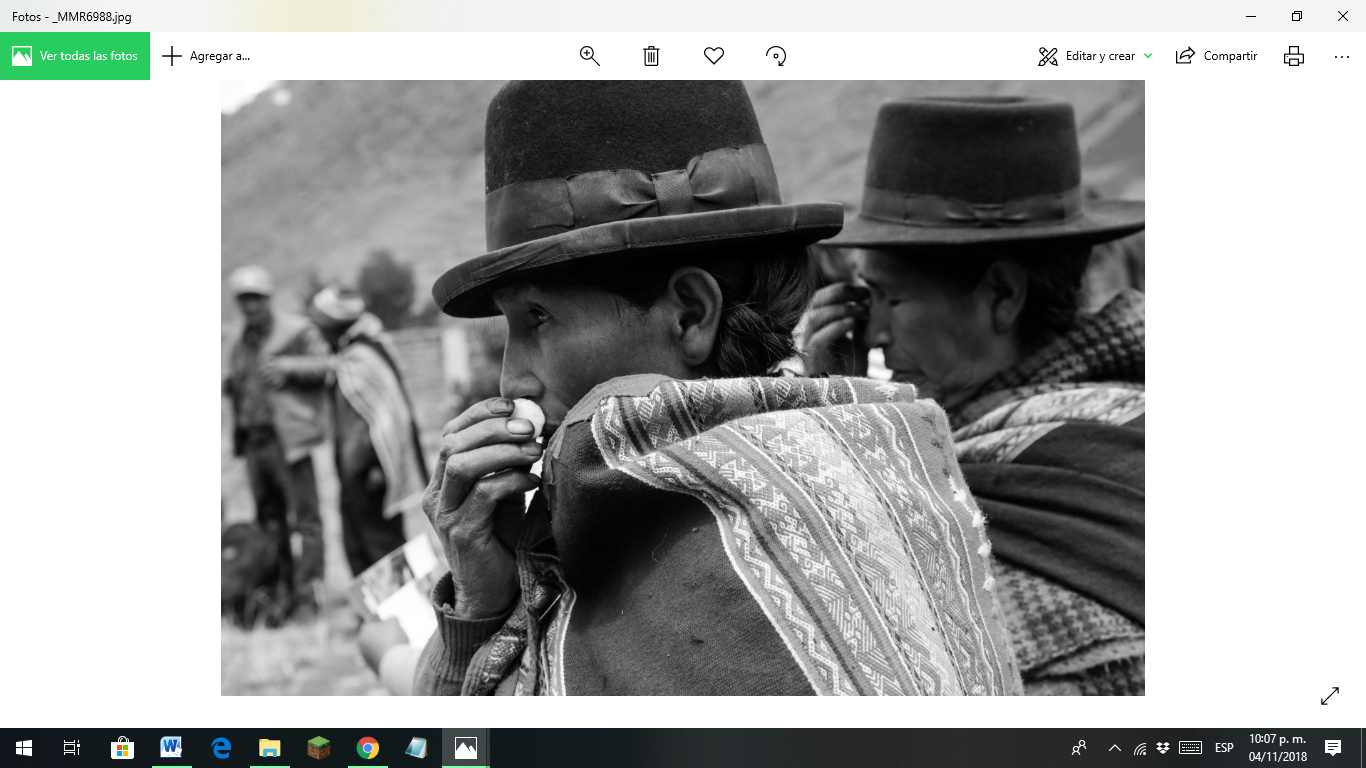 Fotos - _MMR6988.jpg
Ver todas las fotos
Agregar a...
Editar y crear
Compartir
ESP
10:07 p. m.
04/11/2018